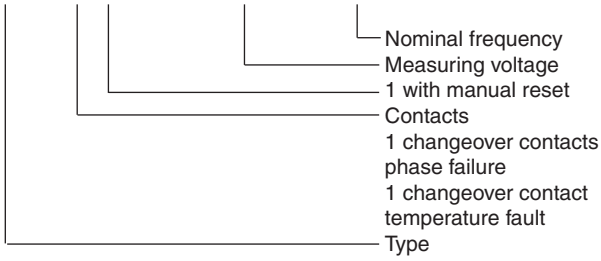 Nominal frequency
Measuring voltage
1 with manual reset
Contacts
1 changeover contacts
phase failure
1 changeover contact
temperature fault
Type